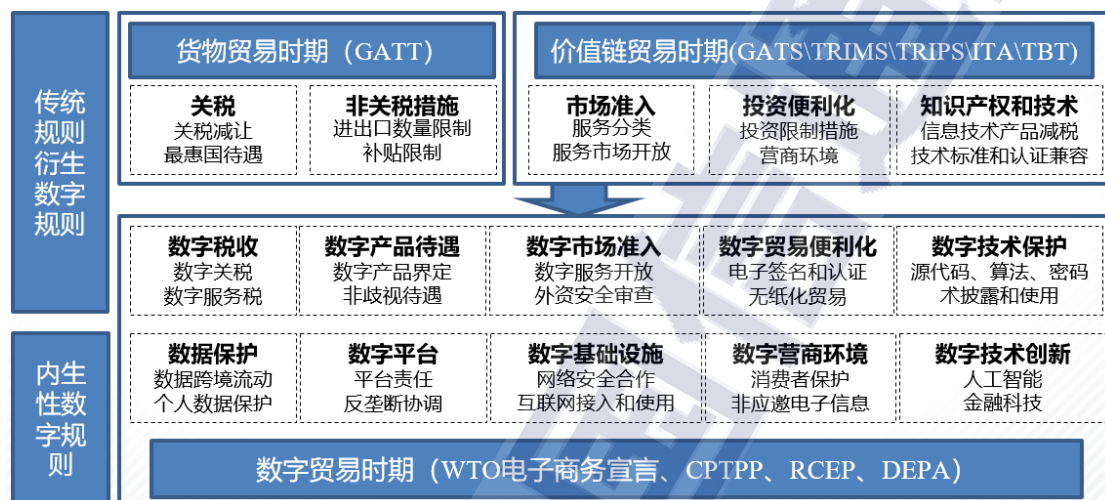 传统
规则
衍生
数字
规则
货物贸易时期（GATT）
关税
关税减让
最惠国待遇
非关税措施
进出口数量限制
补贴限制
价值链贸易时期(GATS\TRIMS\TRIPS\ITA\TBT)
市场准入
服务分类
服务市场开放
投资便利化
投资限制措施
营商环境
知识产权和技术
信息技术产品减税
技术标准和认证兼容
数字税收
数字关税
数字服务税
数字产品待遇
数字产品界定
非歧视待遇
数字市场准入
数字服务开放
外资安全审查
数字贸易便利化
电子签名和认证
无纸化贸易
数字技术保护
源代码、算法、密码
术披露和使用
内生
性数
字规
则
数据保护
数据跨境流动
个人数据保护
数字平台
平台责任
反垄断协调
数字基础设施
网络安全合作
互联网接入和使用
数字营商环境
消费者保护
非应邀电子信息
数字技术创新
人工智能
金融科技
数字贸易时期（WTO电子商务宣言、CPTPP、RCEP、DEPA）